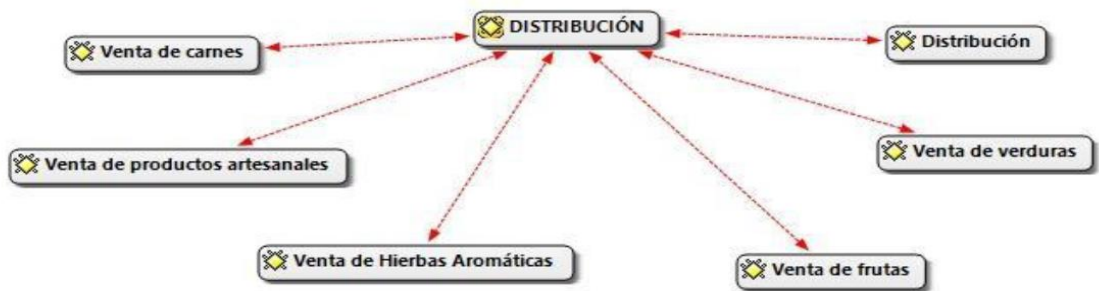 DISTRIBUCIÓN
Venta de carnes
Distribución
Venta de productos artesanales
Venta de verduras
Venta de Hierbas Aromáticas
Venta de frutas